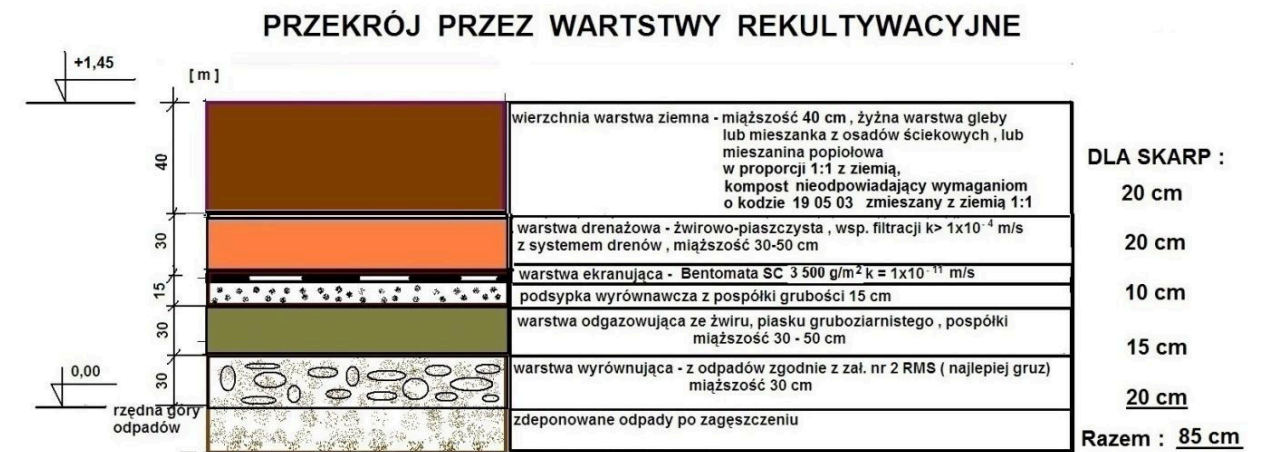 PRZEKRÓJ PRZEZ WARTSTWY REKULTYWACYJNE
+1,45
[ m ]
40
wierzchnia warstwa ziemna - miąższość 40 cm , żyżna warstwa gleby
lub mieszanka z osadów ściekowych , lub
mieszanina popiołowa
w proporcji 1:1 z ziemią,
kompost nieodpowiadający wymaganiom
o kodzie 19 05 03 zmieszany z ziemią 1:1
DLA SKARP :
20 cm
30
warstwa drenażowa - żwirowo-piaszczysta , wsp. filtracji k> 1x10⁻⁴ m/s
z systemem drenów , miąższość 30-50 cm
20 cm
warstwa ekranująca - Bentomata SC 3 500 g/m² k = 1x10⁻¹¹ m/s
15
podsypka wyrównawcza z pospółki grubości 15 cm
10 cm
30
warstwa odgazowująca ze żwiru, piasku gruboziarnistego , pospółki
miąższość 30 - 50 cm
15 cm
0,00
30
warstwa wyrównująca - z odpadów zgodnie z zał. nr 2 RMS ( najlepiej gruz)
miąższość 30 cm
20 cm
rzędna góry
odpadów
zdeponowane odpady po zagęszczeniu
Razem : 85 cm